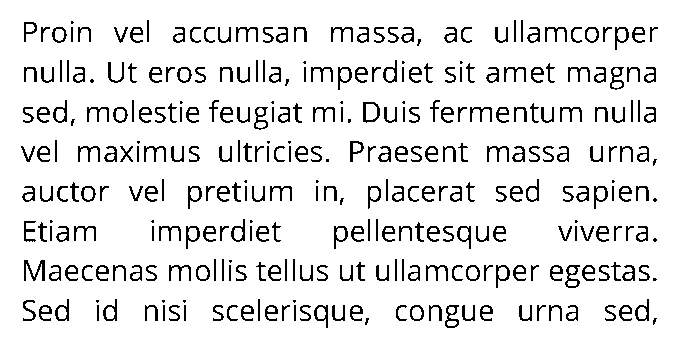 Proin vel accumsan massa, ac ullamcorper
nulla. Ut eros nulla, imperdiet sit amet magna
sed, molestie feugiat mi. Duis fermentum nulla
vel maximus ultricies. Praesent massa urna,
auctor vel pretium in, placerat sed sapien.
Etiam imperdiet pellentesque viverra.
Maecenas mollis tellus ut ullamcorper egestas.
Sed id nisi scelerisque, congue urna sed,